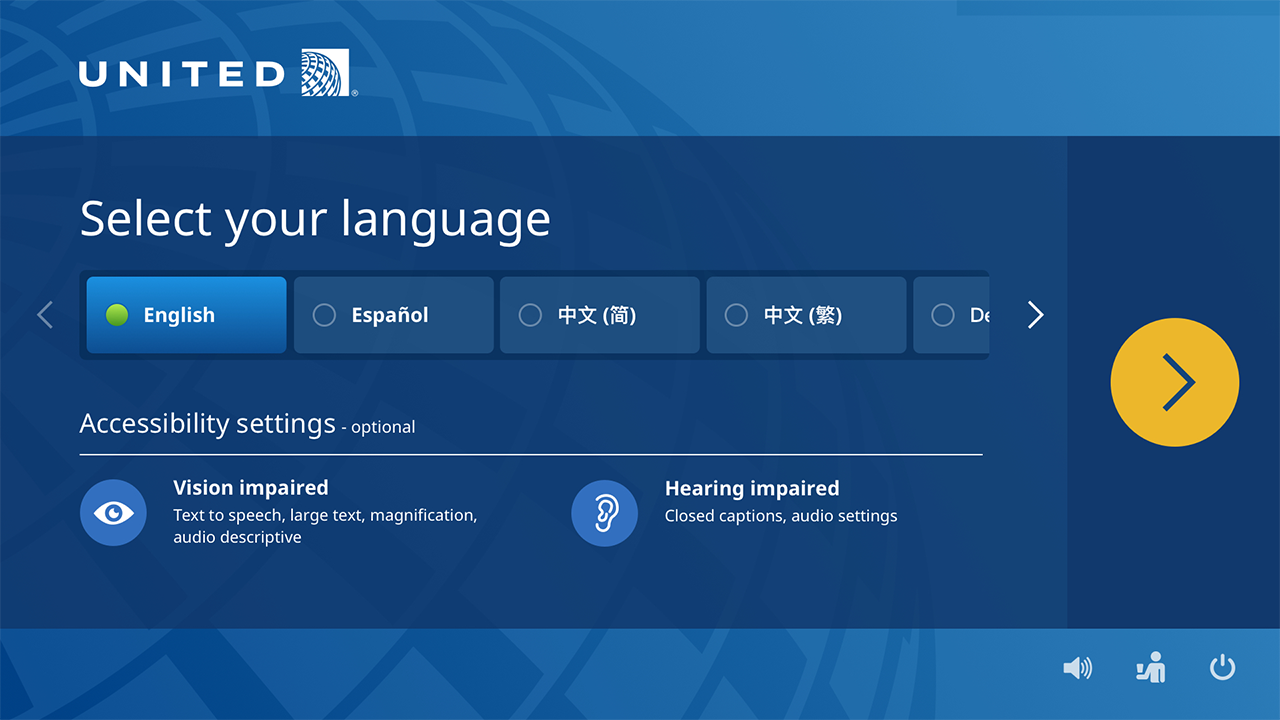 UNITED
Select your language
English
Español
中文 (简)
中文 (繁)
De
Accessibility settings - optional
Vision impaired
Text to speech, large text, magnification,
audio descriptive
Hearing impaired
Closed captions, audio settings